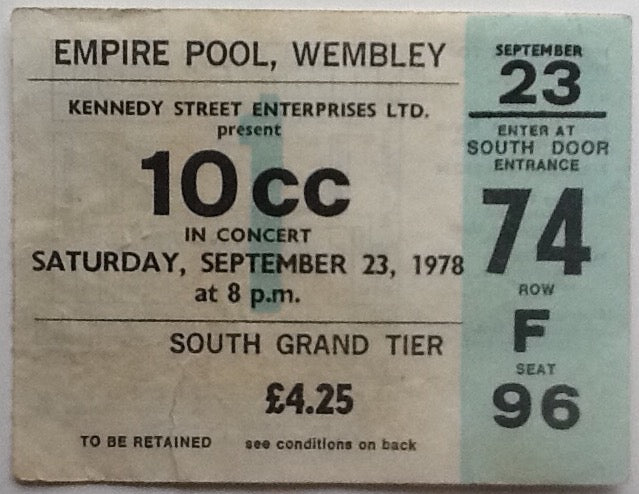 EMPIRE POOL, WEMBLEY
KENNEDY STREET ENTERPRISES LTD.
present
10 cc
IN CONCERT
SATURDAY, SEPTEMBER 23, 1978
at 8 p.m.
SOUTH GRAND TIER
£4.25
TO BE RETAINED see conditions on back
SEPTEMBER
23
ENTER AT
SOUTH DOOR
ENTRANCE
74
ROW
F
SEAT
96